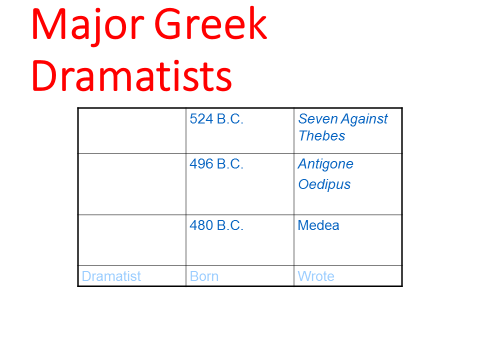 Major Greek
Dramatists
524 B.C. Seven Against
Thebes
496 B.C. Antigone
Oedipus
480 B.C. Medea
Dramatist Born Wrote